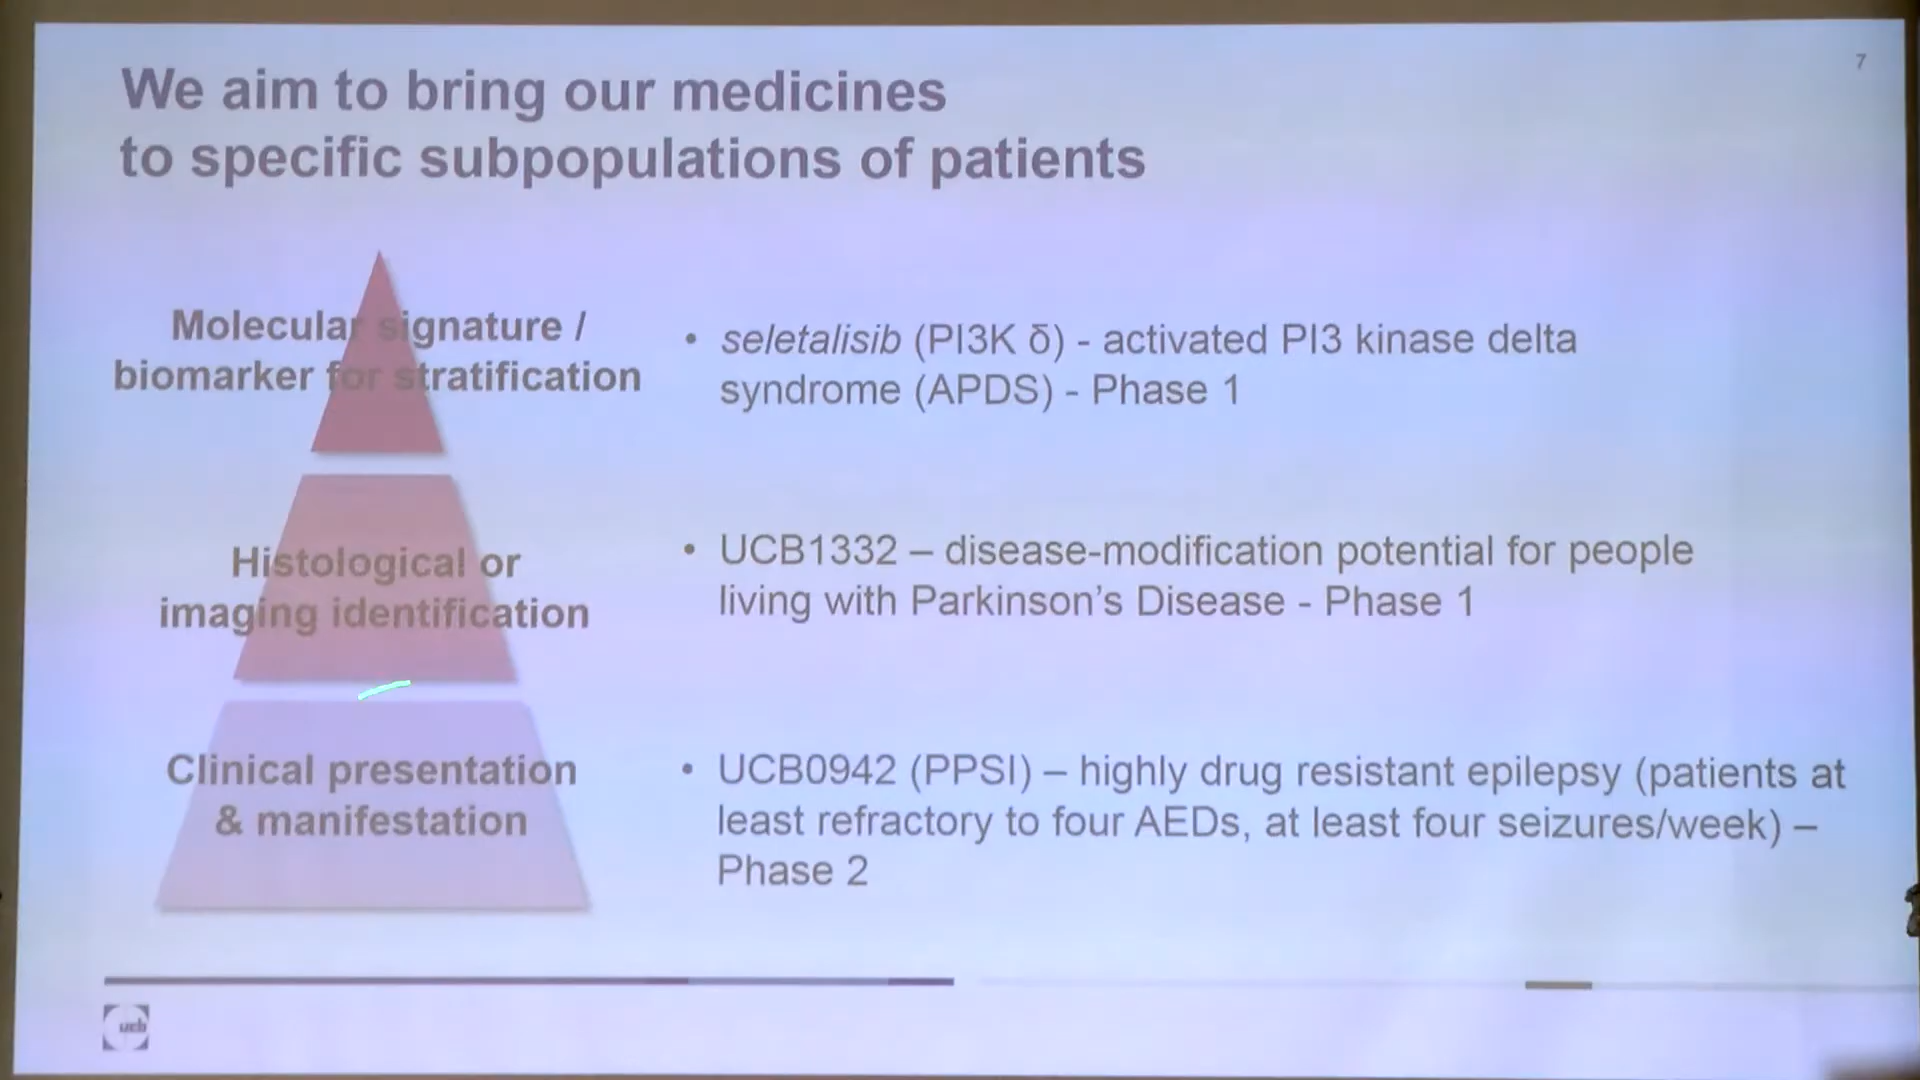 7
We aim to bring our medicines
to specific subpopulations of patients
Molecular signature /
biomarker for stratification
• seletalisib (PI3K δ) - activated PI3 kinase delta
syndrome (APDS) - Phase 1
Histological or
imaging identification
• UCB1332 – disease-modification potential for people
living with Parkinson’s Disease - Phase 1
Clinical presentation
& manifestation
• UCB0942 (PPSI) – highly drug resistant epilepsy (patients at
least refractory to four AEDs, at least four seizures/week) –
Phase 2
ucb